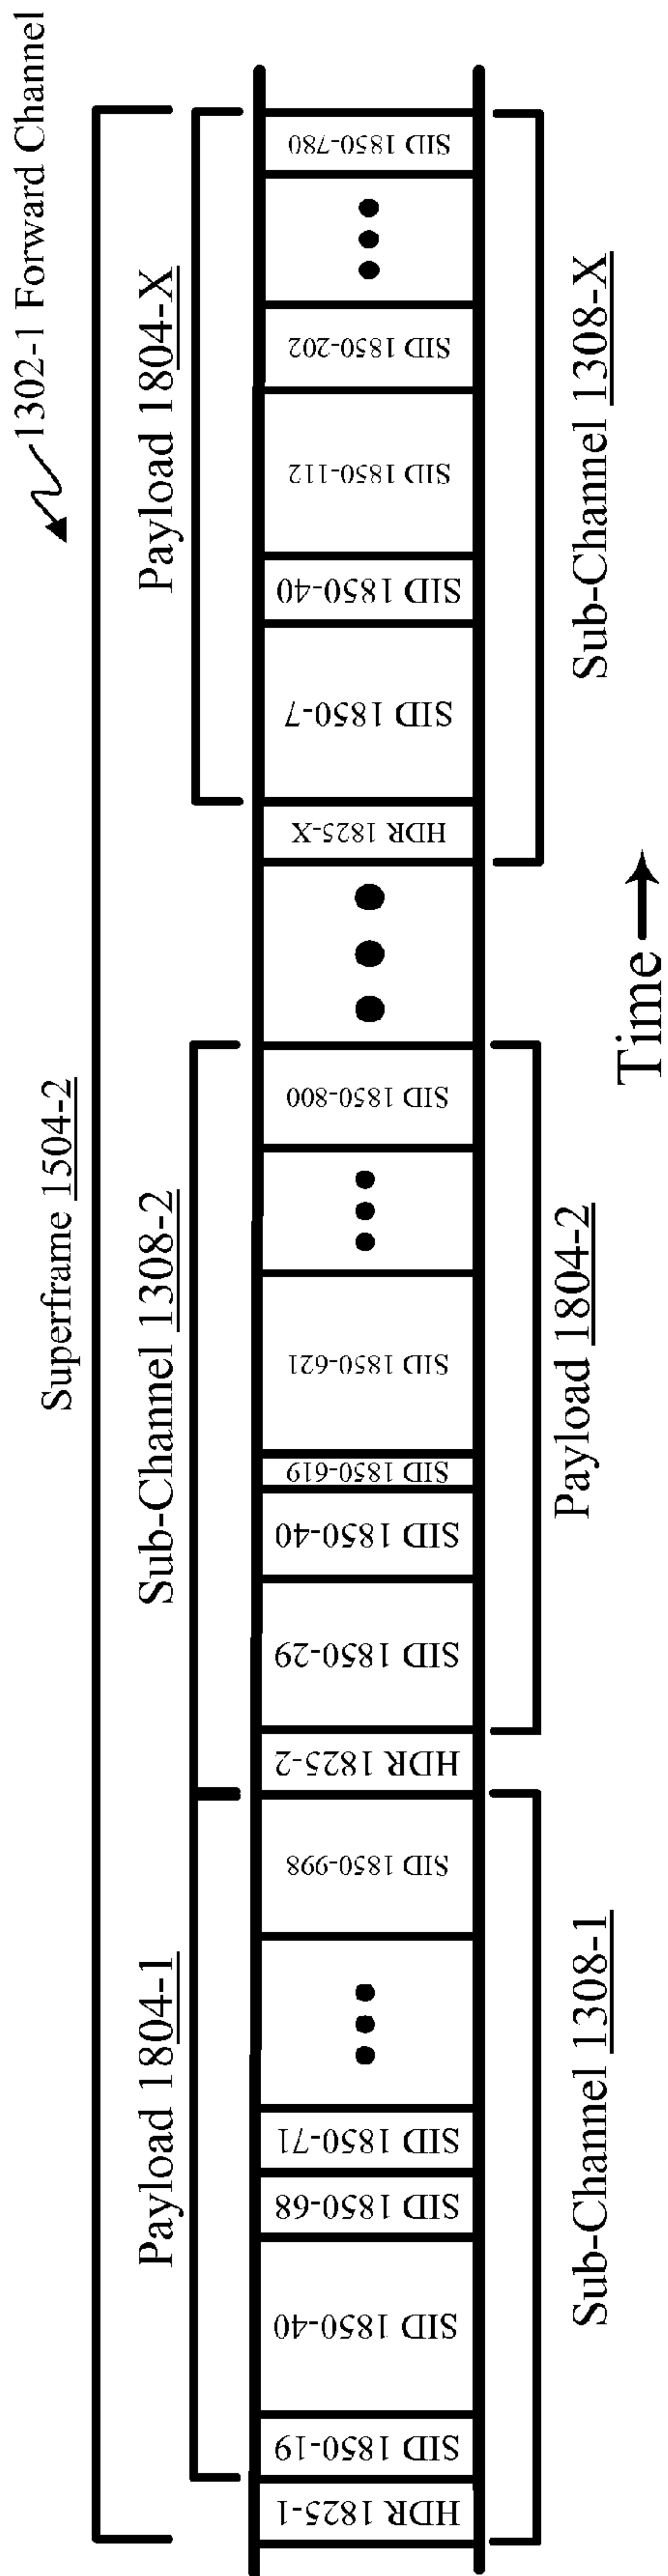 1302-1 Forward Channel
Superframe 1504-2
Payload 1804-1
Sub-Channel 1308-2
Payload 1804-X
HDR 1825-1
SID 1850-19
SID 1850-40
SID 1850-68
SID 1850-71
SID 1850-998
HDR 1825-2
SID 1850-29
SID 1850-40
SID 1850-619
SID 1850-621
SID 1850-800
HDR 1825-X
SID 1850-7
SID 1850-40
SID 1850-112
SID 1850-202
SID 1850-780
Sub-Channel 1308-1
Payload 1804-2
Sub-Channel 1308-X
Time